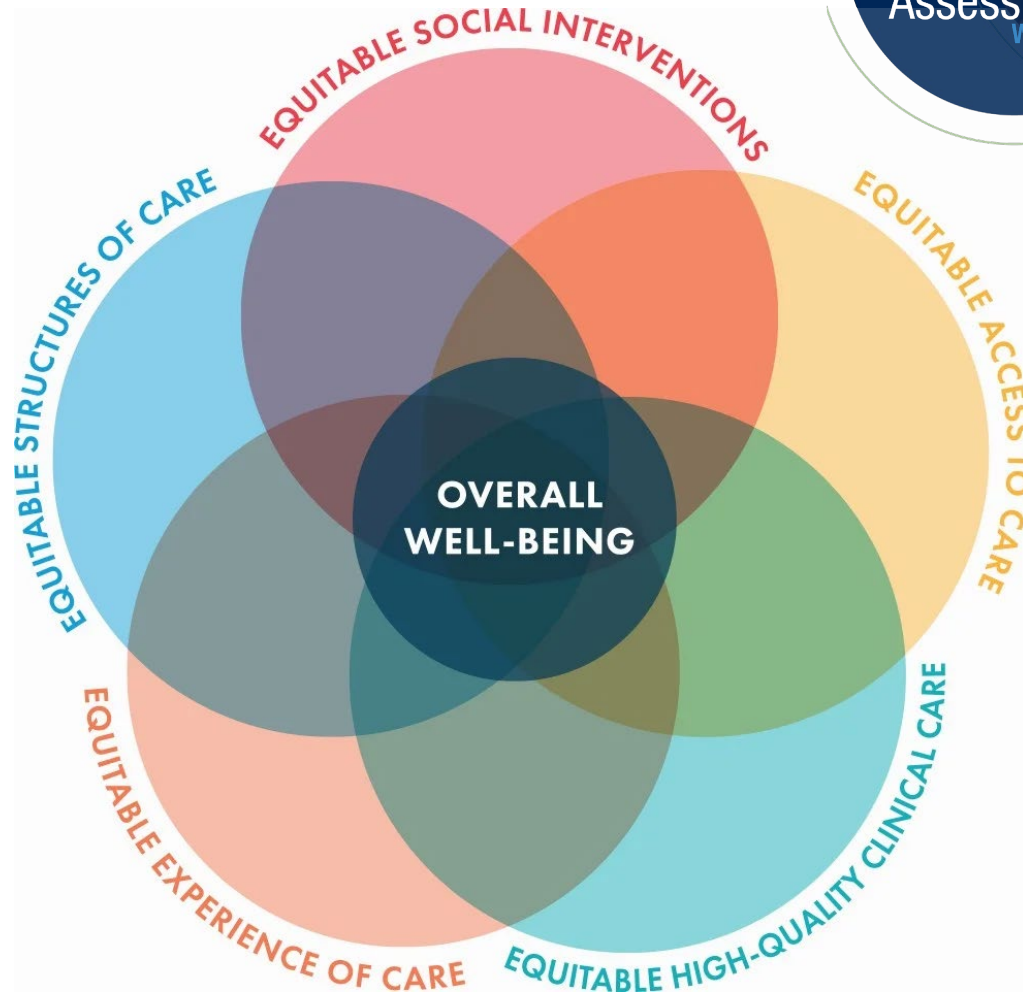 Assess
W
EQUITABLE SOCIAL INTERVENTIONS
EQUITABLE STRUCTURES OF CARE
EQUITABLE ACCESS TO CARE
OVERALL
WELL-BEING
EQUITABLE EXPERIENCE OF CARE
EQUITABLE HIGH-QUALITY CLINICAL CARE